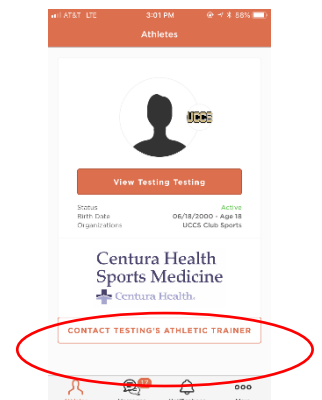 AT&T LTE 3:01 PM 88%
Athletes
UCCS
View Testing Testing
Status Active
Birth Date 06/18/2000 - Age 18
Organizations UCCS Club Sports
Centura Health
Sports Medicine
Centura Health.
CONTACT TESTING'S ATHLETIC TRAINER